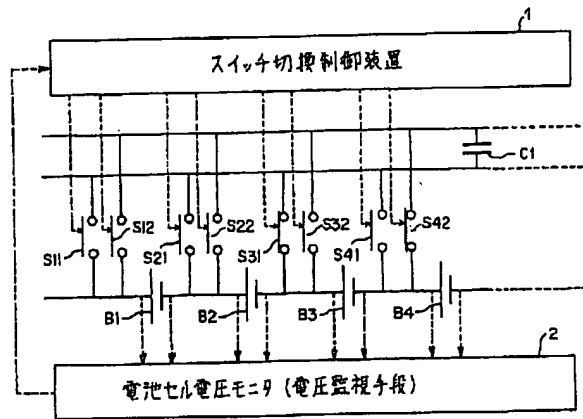 1
スイッチ切換制御装置
C1
S11 S12 S21 S22 S31 S32 S41 S42
B1 B2 B3 B4
2
電池セル電圧モニタ(電圧監視手段)